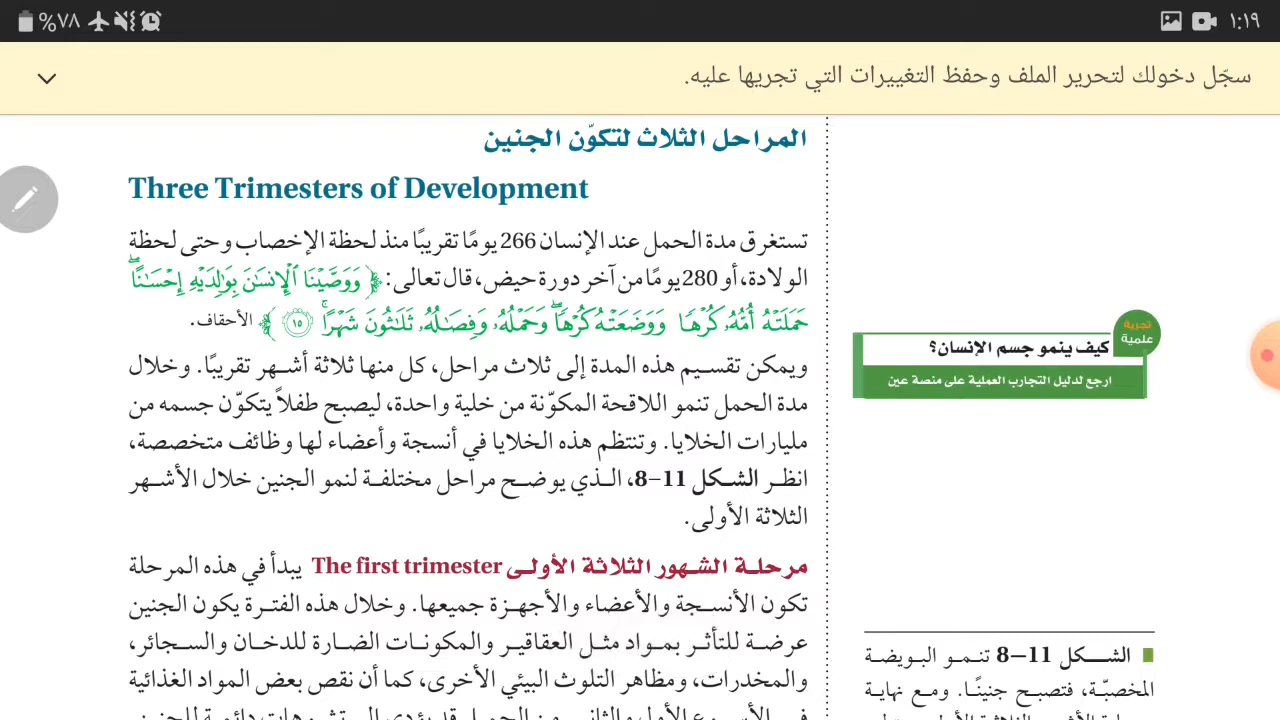 ١:١٩
%٧٨
سجّل دخولك لتحرير الملف وحفظ التغييرات التي تجريها عليه.
المراحل الثلاث لتكوّن الجنين
Three Trimesters of Development
تستغرق مدة الحمل عند الإنسان 266 يومًا تقريبًا منذ لحظة الإخصاب وحتى لحظة
الولادة، أو 280 يومًا من آخر دورة حيض، قال تعالى: ﴿ وَوَصَّيْنَا ٱلْإِنسَٰنَ بِوَٰلِدَيْهِ إِحْسَٰنًاۖ
حَمَلَتْهُ أُمُّهُۥ كُرْهًا وَوَضَعَتْهُ كُرْهًاۖ وَحَمْلُهُۥ وَفِصَٰلُهُۥ ثَلَٰثُونَ شَهْرًاۚ ١٥ ﴾ الأحقاف.
ويمكن تقسيم هذه المدة إلى ثلاث مراحل، كل منها ثلاثة أشهر تقريبًا. وخلال
مدة الحمل تنمو اللاقحة المكوّنة من خلية واحدة، ليصبح طفلاً يتكوّن جسمه من
مليارات الخلايا. وتنتظم هذه الخلايا في أنسجة وأعضاء لها وظائف متخصصة،
انظر الشكل 11–8، الذي يوضح مراحل مختلفة لنمو الجنين خلال الأشهر
الثلاثة الأولى.
مرحلة الشهور الثلاثة الأولى The first trimester يبدأ في هذه المرحلة
تكون الأنسجة والأعضاء والأجهزة جميعها. وخلال هذه الفترة يكون الجنين
عرضة للتأثر بمواد مثل العقاقير والمكونات الضارة للدخان والسجائر،
والمخدرات، ومظاهر التلوث البيئي الأخرى، كما أن نقص بعض المواد الغذائية
تجربة
علمية
كيف ينمو جسم الإنسان؟
ارجع لدليل التجارب العملية على منصة عين
الشكل 11–8 تنمو البويضة
المخصبّة، فتصبح جنينًا. ومع نهاية